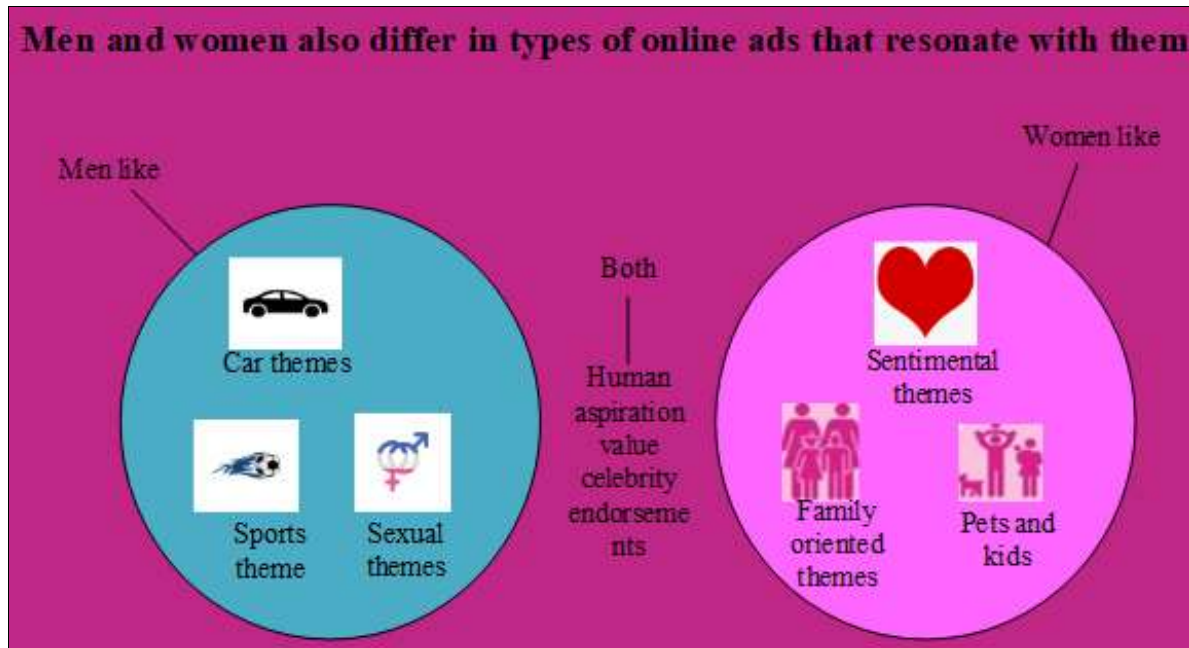 Men and women also differ in types of online ads that resonate with them
Men like
Car themes
Sports
theme
Sexual
themes
Both
Human
aspiration
value
celebrity
endorseme
nts
Women like
Sentimental
themes
Family
oriented
themes
Pets and
kids